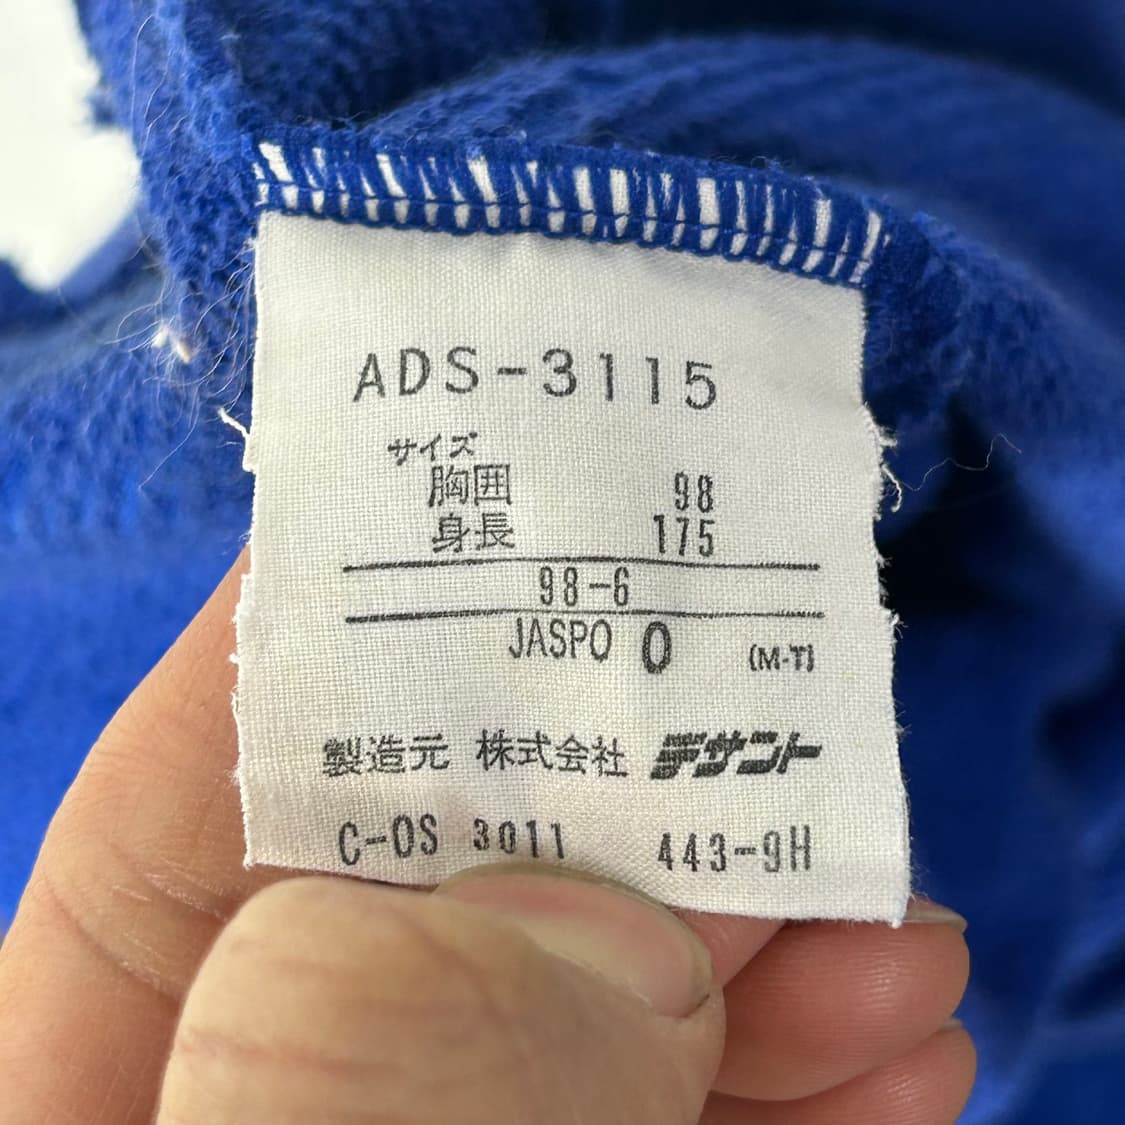 ADS-3115
サイズ
胸囲 98
身長 175
98-6
JASPO O (M-T)
製造元 株式会社 デサント
C-OS 3011 443-9H